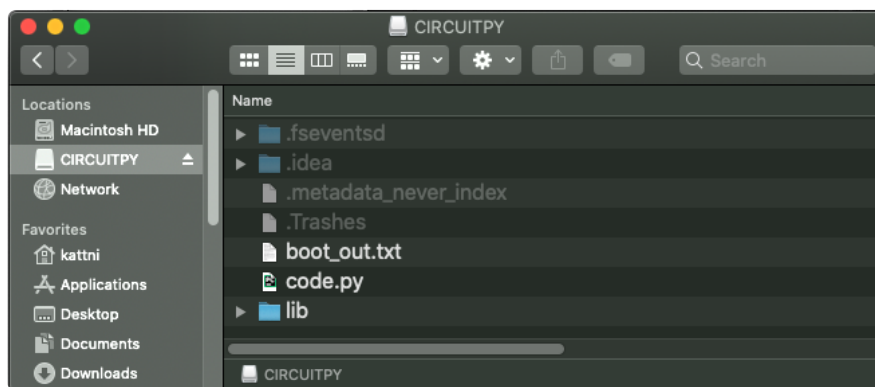 CIRCUITPY
Search
Locations
Macintosh HD
CIRCUITPY
Network
Favorites
kattni
Applications
Desktop
Documents
Downloads
Name
.fseventsd
.idea
.metadata_never_index
.Trashes
boot_out.txt
code.py
lib
CIRCUITPY